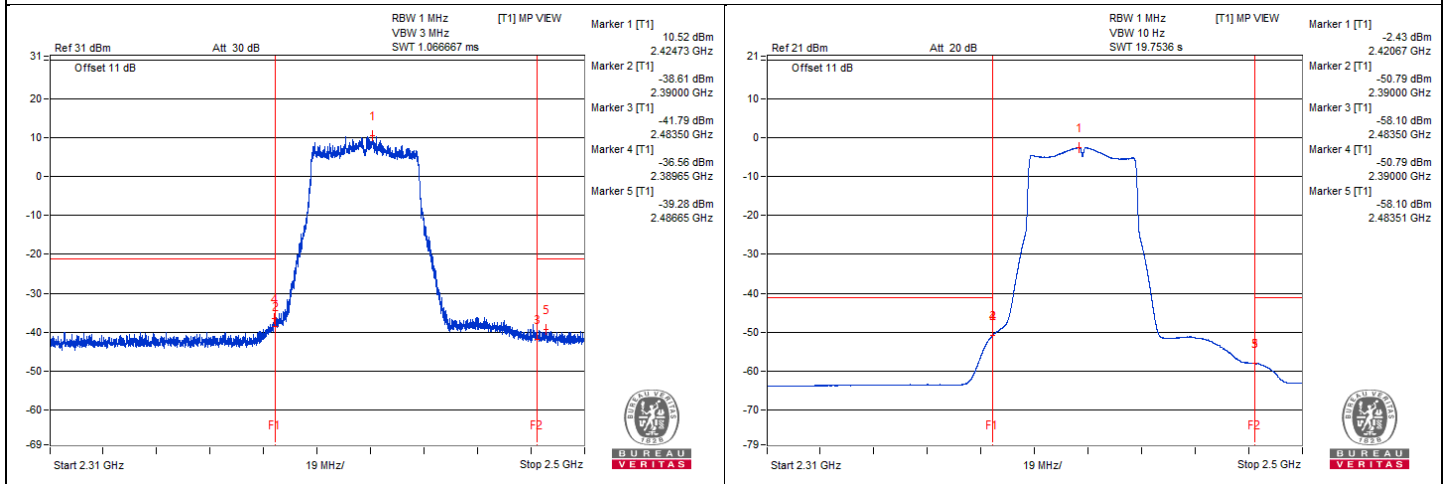 RBW 1 MHz [T1] MP VIEW
VBW 3 MHz
Ref 31 dBm Att 30 dB SWT 1.066667 ms
Offset 11 dB
31
20
10
0
-10
-20
-30
-40
-50
-60
-69
1
4
2
3
5
F1
F2
Start 2.31 GHz 19 MHz/ Stop 2.5 GHz
Marker 1 [T1]
10.52 dBm
2.42473 GHz
Marker 2 [T1]
-38.61 dBm
2.39000 GHz
Marker 3 [T1]
-41.79 dBm
2.48350 GHz
Marker 4 [T1]
-36.56 dBm
2.38965 GHz
Marker 5 [T1]
-39.28 dBm
2.48665 GHz
BUREAU VERITAS
1828
BUREAU
VERITAS
RBW 1 MHz [T1] MP VIEW
VBW 10 Hz
Ref 21 dBm Att 20 dB SWT 19.7536 s
Offset 11 dB
21
10
0
-10
-20
-30
-40
-50
-60
-70
-79
1
F1
F2
Start 2.31 GHz 19 MHz/ Stop 2.5 GHz
Marker 1 [T1]
-2.43 dBm
2.42067 GHz
Marker 2 [T1]
-50.79 dBm
2.39000 GHz
Marker 3 [T1]
-58.10 dBm
2.48350 GHz
Marker 4 [T1]
-50.79 dBm
2.39000 GHz
Marker 5 [T1]
-58.10 dBm
2.48351 GHz
BUREAU VERITAS
1828
BUREAU
VERITAS